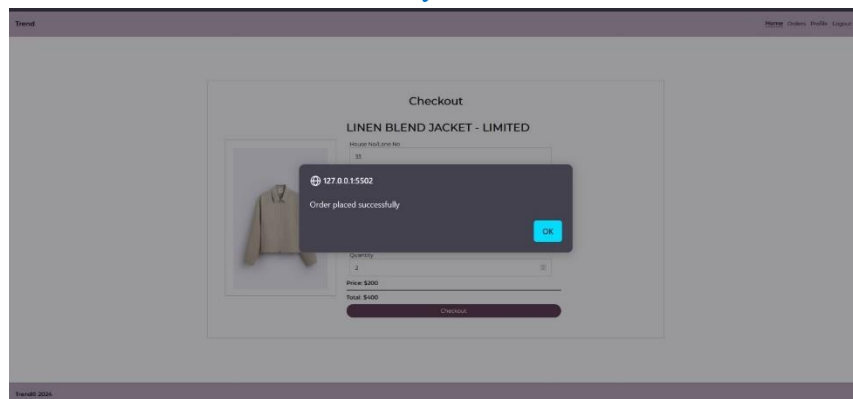 Trend
Home Orders Profile Logout
Checkout
LINEN BLEND JACKET - LIMITED
House No/Lane No
33
127.0.0.1:5502
Order placed successfully
OK
Quantity
2
Price: $200
Total: $400
Checkout
Trend© 2024